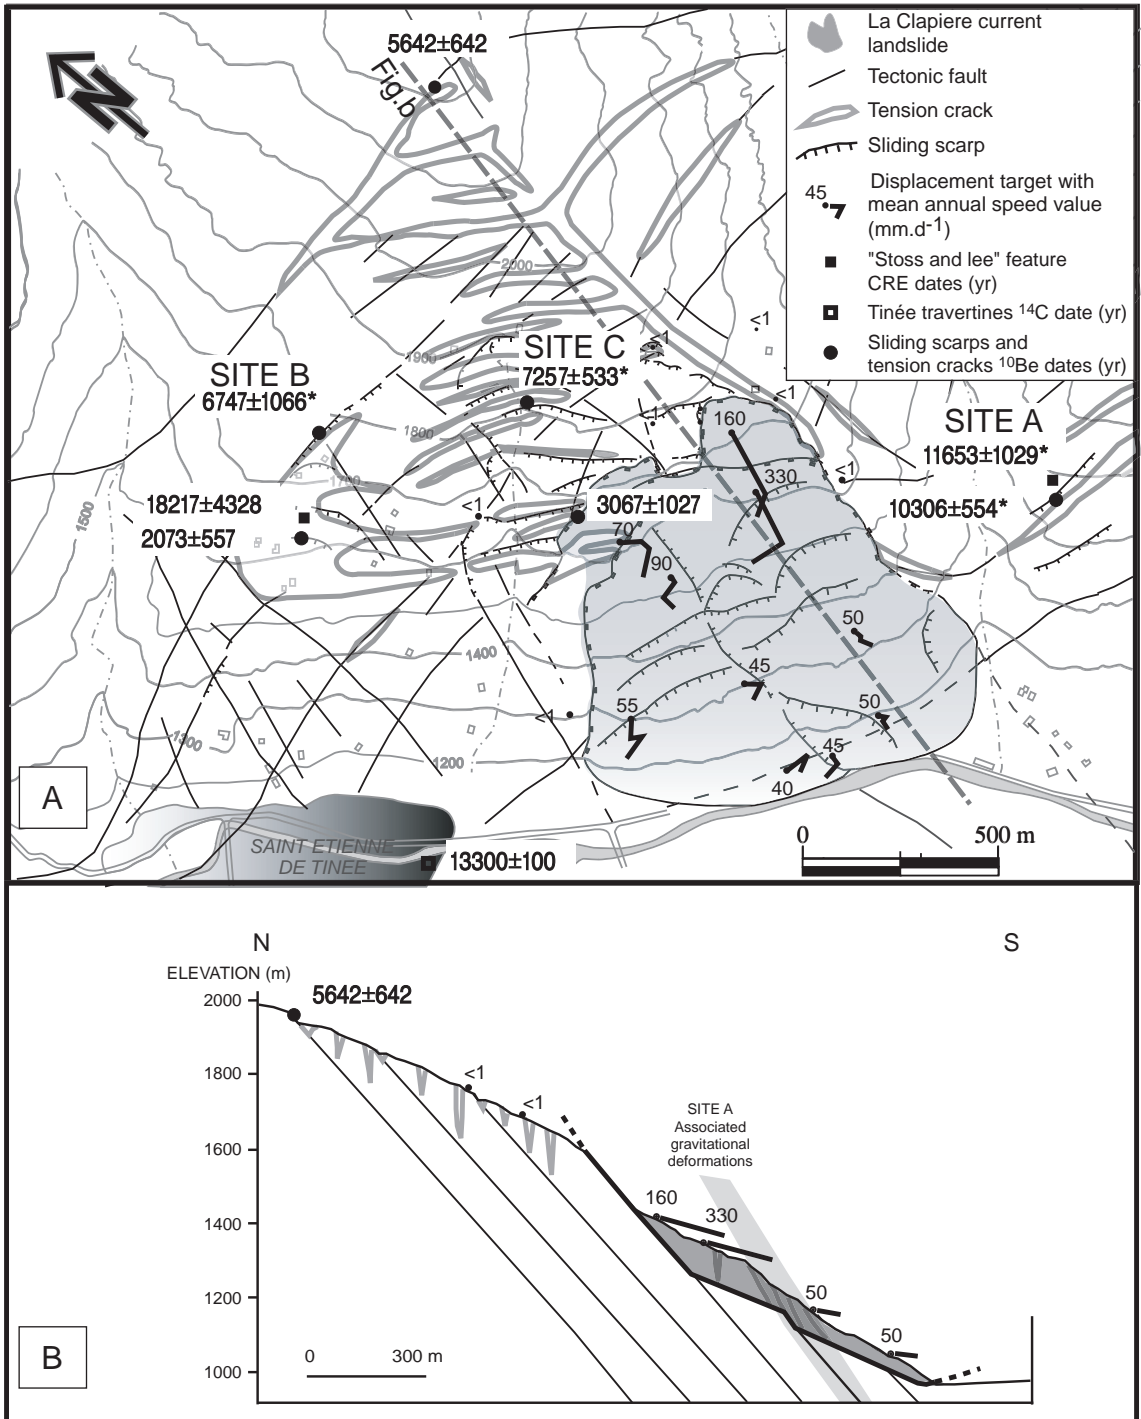 N
5642±642
Fig.b
La Clapiere current
landslide
Tectonic fault
Tension crack
Sliding scarp
45
Displacement target with
mean annual speed value
(mm.d-1)
"Stoss and lee" feature
CRE dates (yr)
Tinée travertines 14C date (yr)
Sliding scarps and
tension cracks 10Be dates (yr)
2000
<1
<1
1900
SITE C
7257±533*
SITE B
6747±1066*
<1
<1
160
SITE A
11653±1029*
1800
1700
330
<1
10306±554*
18217±4328
2073±557
1500
<1
3067±1027
70
90
50
1400
45
55
50
<1
1300
1200
45
40
A
SAINT ETIENNE
DE TINEE
13300±100
0
500 m
N
S
ELEVATION (m)
2000
5642±642
1800
<1
<1
1600
SITE A
Associated
gravitational
deformations
1400
160
330
1200
50
50
1000
B
0
300 m